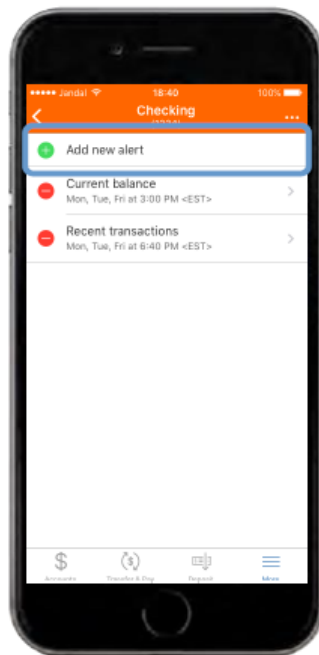 Jandal 18:40 100%
Checking
Add new alert
Current balance
Mon, Tue, Fri at 3:00 PM <EST>
Recent transactions
Mon, Tue, Fri at 6:40 PM <EST>
Accounts Transfer & Pay Deposit More